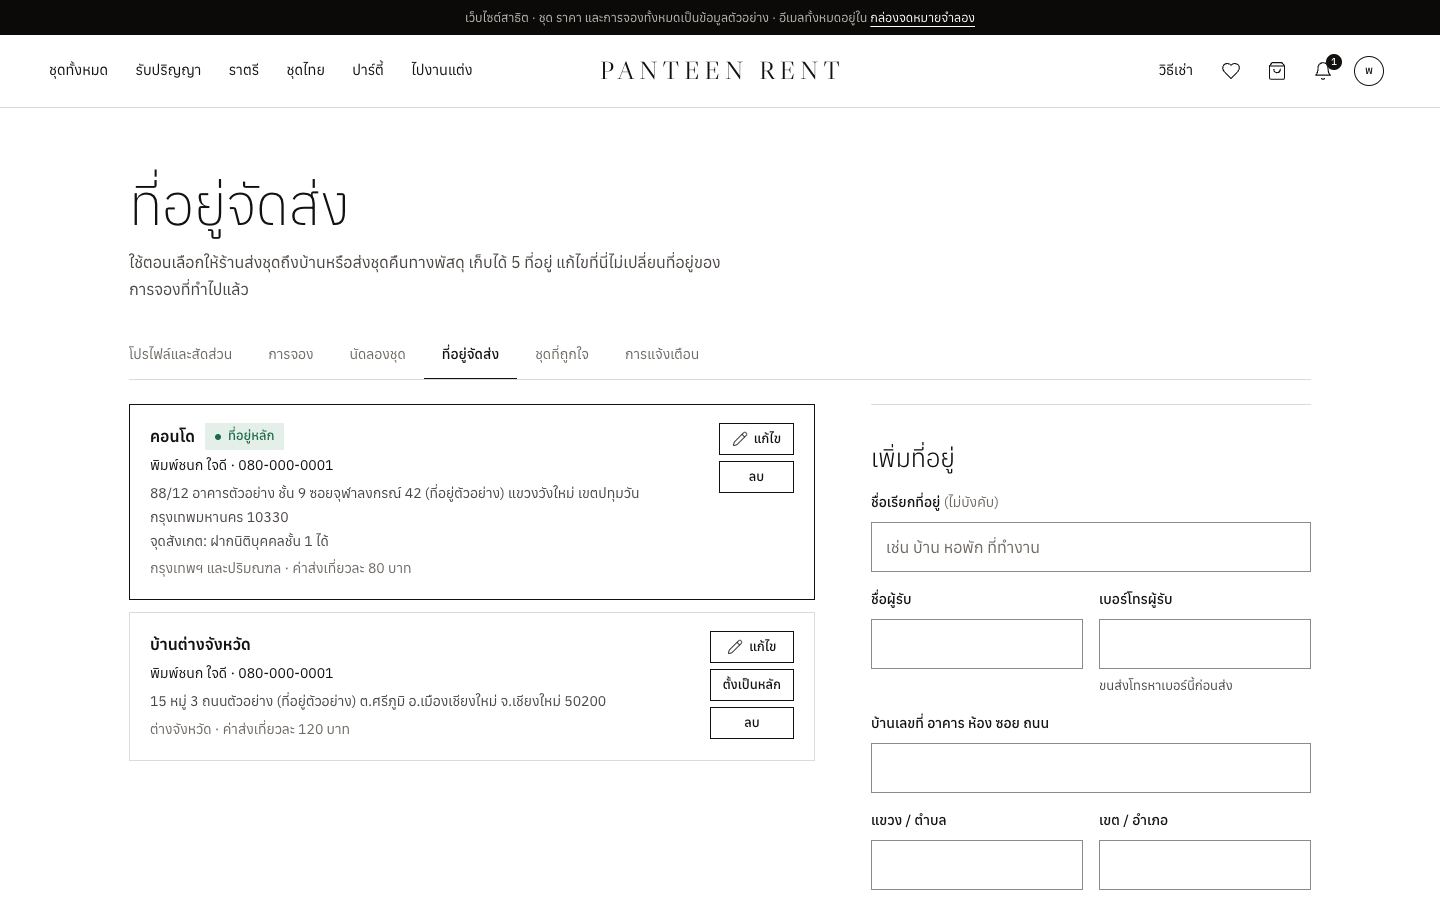 เว็บไซต์สาธิต · ชุด ราคา และการจองทั้งหมดเป็นข้อมูลตัวอย่าง · อีเมลทั้งหมดอยู่ใน กล่องจดหมายจำลอง
ชุดทั้งหมด รับปริญญา ราตรี ชุดไทย ปาร์ตี้ ไปงานแต่ง PANTEEN RENT วิธีเช่า 1 พ
ที่อยู่จัดส่ง
ใช้ตอนเลือกให้ร้านส่งชุดถึงบ้านหรือส่งชุดคืนทางพัสดุ เก็บได้ 5 ที่อยู่ แก้ไขที่นี่ไม่เปลี่ยนที่อยู่ของ
การจองที่ทำไปแล้ว
โปรไฟล์และสัดส่วน การจอง นัดลองชุด ที่อยู่จัดส่ง ชุดที่ถูกใจ การแจ้งเตือน
คอนโด ที่อยู่หลัก แก้ไข
พิมพ์ชนก ใจดี · 080-000-0001
ลบ
88/12 อาคารตัวอย่าง ชั้น 9 ซอยจุฬาลงกรณ์ 42 (ที่อยู่ตัวอย่าง) แขวงวังใหม่ เขตปทุมวัน
กรุงเทพมหานคร 10330
จุดสังเกต: ฝากนิติบุคคลชั้น 1 ได้
กรุงเทพฯ และปริมณฑล · ค่าส่งเที่ยวละ 80 บาท
บ้านต่างจังหวัด แก้ไข
พิมพ์ชนก ใจดี · 080-000-0001
ตั้งเป็นหลัก
15 หมู่ 3 ถนนตัวอย่าง (ที่อยู่ตัวอย่าง) ต.ศรีภูมิ อ.เมืองเชียงใหม่ จ.เชียงใหม่ 50200
ลบ
ต่างจังหวัด · ค่าส่งเที่ยวละ 120 บาท
เพิ่มที่อยู่
ชื่อเรียกที่อยู่ (ไม่บังคับ)
เช่น บ้าน หอพัก ที่ทำงาน
ชื่อผู้รับ เบอร์โทรผู้รับ
ขนส่งโทรหาเบอร์นี้ก่อนส่ง
บ้านเลขที่ อาคาร ห้อง ซอย ถนน
แขวง / ตำบล เขต / อำเภอ